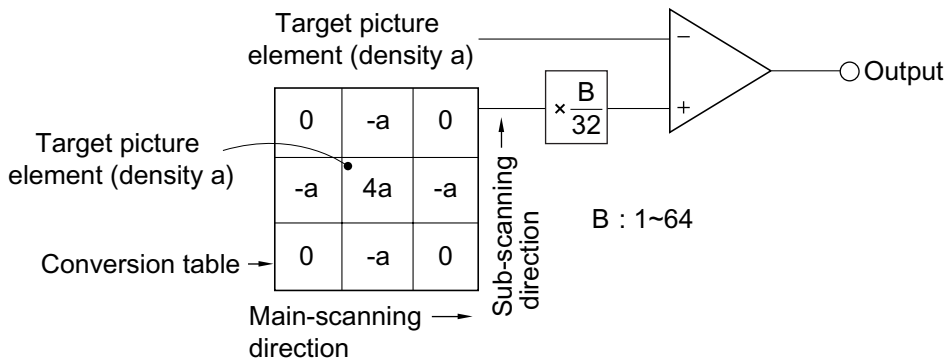 Target picture
element (density a)
−
Output
× B/32
+
0 -a 0
Target picture
element (density a)
-a 4a -a
0 -a 0
Sub-scanning
direction
B : 1~64
Conversion table
Main-scanning
direction